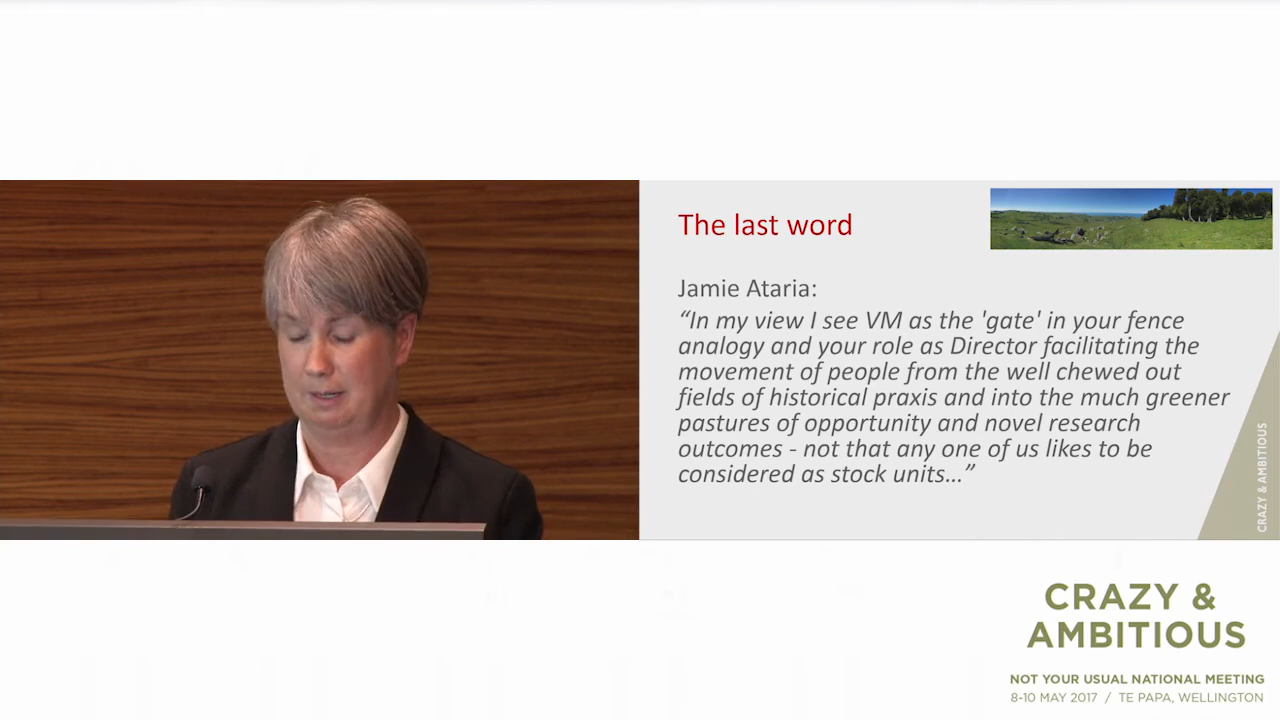 The last word
Jamie Ataria:
“In my view I see VM as the 'gate' in your fence
analogy and your role as Director facilitating the
movement of people from the well chewed out
fields of historical praxis and into the much greener
pastures of opportunity and novel research
outcomes - not that any one of us likes to be
considered as stock units…”
CRAZY & AMBITIOUS
CRAZY &
AMBITIOUS
NOT YOUR USUAL NATIONAL MEETING
8-10 MAY 2017 / TE PAPA, WELLINGTON